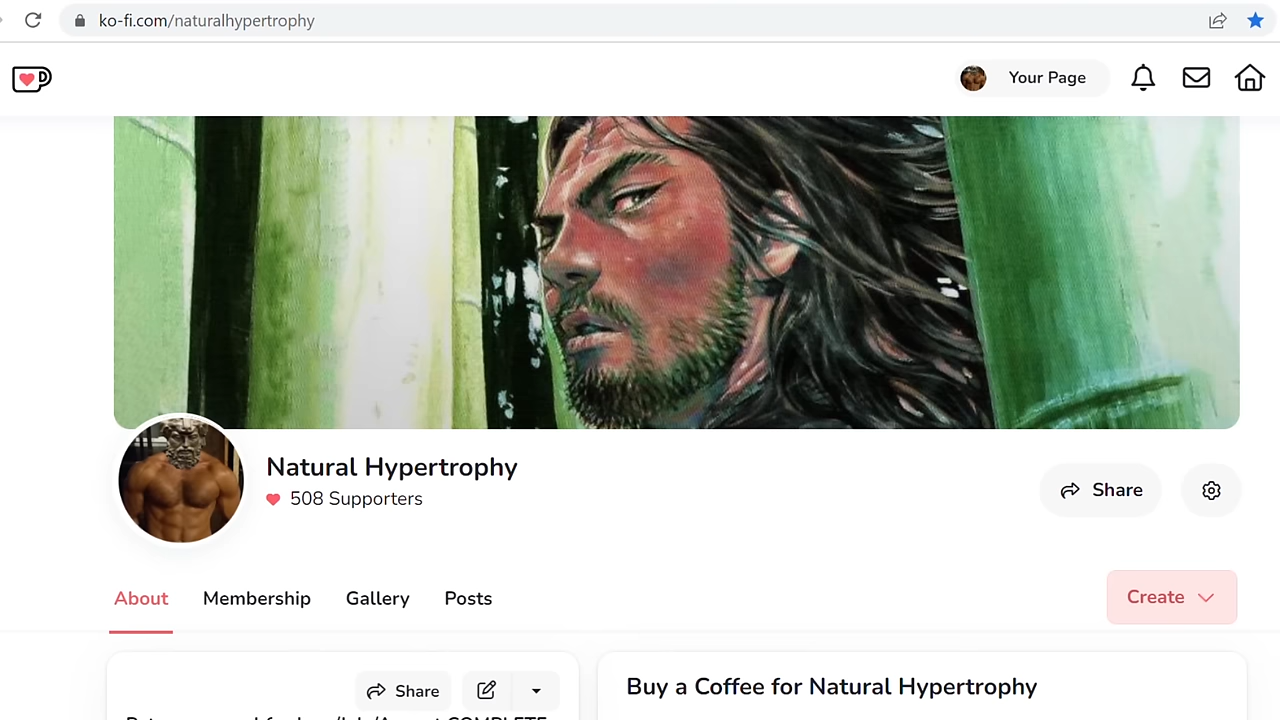 ko-fi.com/naturalhypertrophy
Your Page
Natural Hypertrophy
508 Supporters
Share
About Membership Gallery Posts
Create
Share
Buy a Coffee for Natural Hypertrophy
COMPLETE